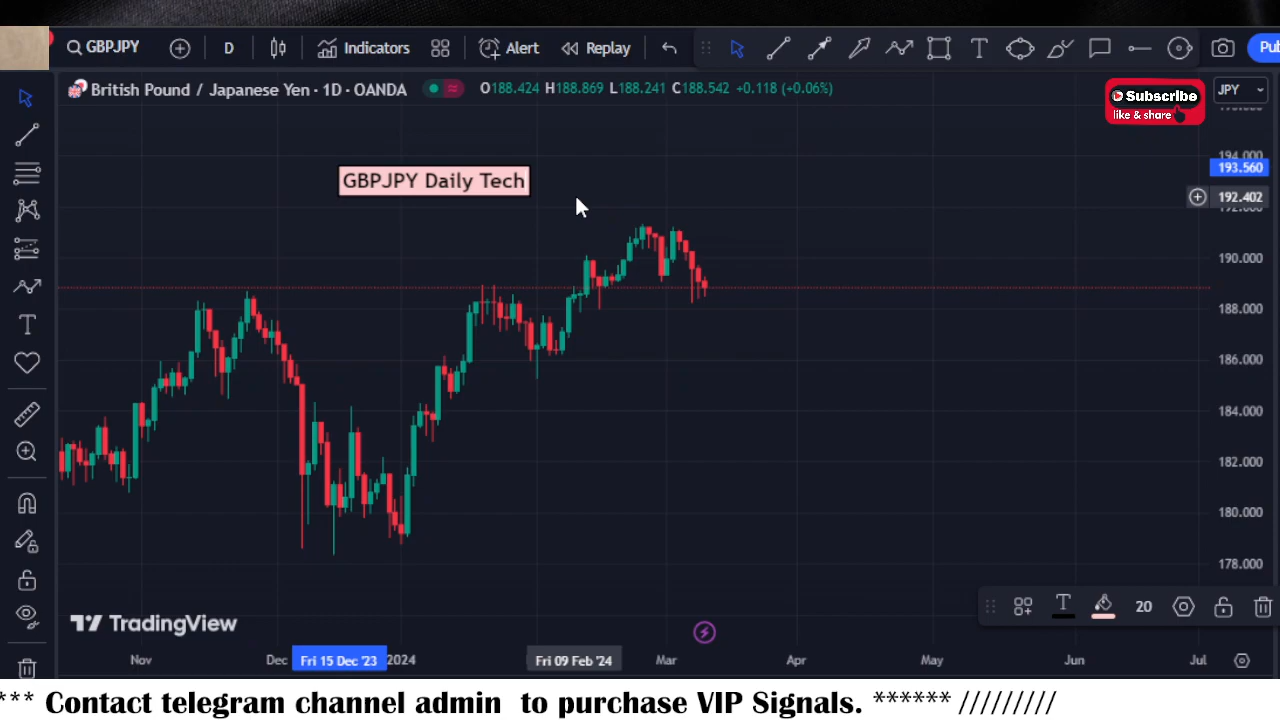 GBPJPY D Indicators Alert Replay
British Pound / Japanese Yen · 1D · OANDA O188.424 H188.869 L188.241 C188.542 +0.118 (+0.06%)
Subscribe
like & share
JPY
GBPJPY Daily Tech
194.000
193.560
192.402
190.000
188.000
186.000
184.000
182.000
180.000
178.000
20
TradingView
Nov Dec Fri 15 Dec '23 2024 Fri 09 Feb '24 Mar Apr May Jun Jul
*** Contact telegram channel admin to purchase VIP Signals. ****** /////////